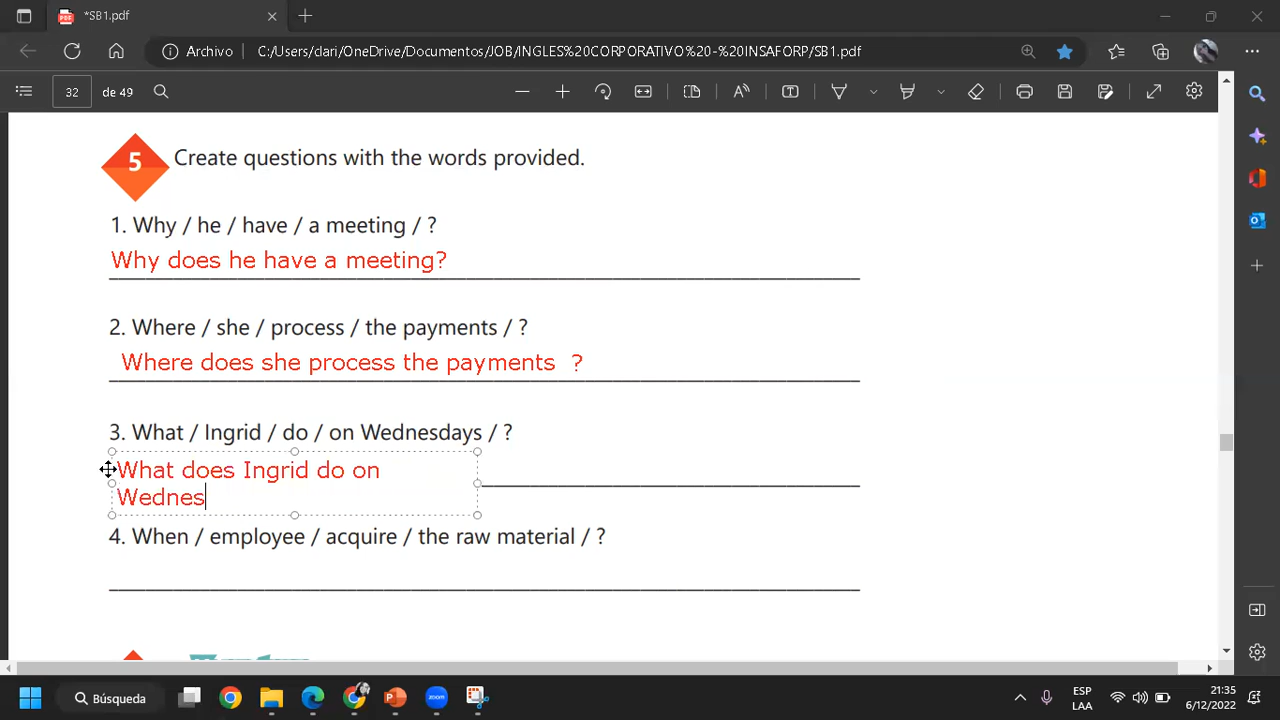 *SB1.pdf
Archivo
C:/Users/clari/OneDrive/Documentos/JOB/INGLES%20CORPORATIVO%20-%20INSAFORP/SB1.pdf
32 de 49
5 Create questions with the words provided.
1. Why / he / have / a meeting / ?
Why does he have a meeting?
2. Where / she / process / the payments / ?
Where does she process the payments ?
3. What / Ingrid / do / on Wednesdays / ?
What does Ingrid do on
Wednes
4. When / employee / acquire / the raw material / ?
Búsqueda
zoom
ESP
LAA
21:35
6/12/2022